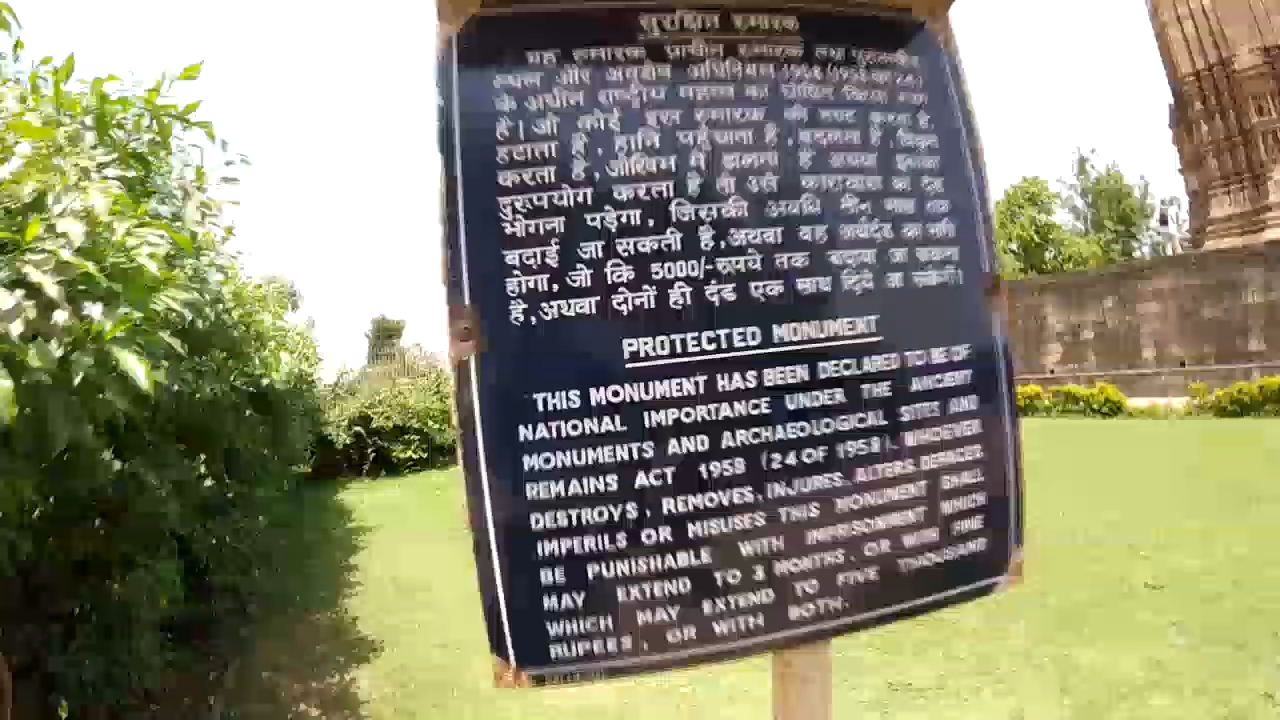 सुरक्षित स्मारक
यह स्मारक प्राचीन स्मारक तथा पुरातत्वीय
स्थल और अवशेष अधिनियम 1958 (1958 का 24)
के अधीन राष्ट्रीय महत्व का घोषित किया गया
है। जो कोई इस स्मारक को नष्ट करता है,
हटाता है, हानि पहुँचाता है, बदलता है,
करता है, जोखिम में डालता है अथवा इसका
दुरूपयोग करता है तो उसे कारावास का दंड
भोगना पड़ेगा, जिसकी अवधि तीन मास तक
बढाई जा सकती है, अथवा वह अर्थदंड का भागी
होगा, जो कि 5000/-रूपये तक बढाया जा सकता
है, अथवा दोनों ही दंड एक साथ दिये जा सकेंगे।
PROTECTED MONUMENT
THIS MONUMENT HAS BEEN DECLARED TO BE OF
NATIONAL IMPORTANCE UNDER THE ANCIENT
MONUMENTS AND ARCHAEOLOGICAL SITES AND
REMAINS ACT 1958 (24 OF 1958). WHOEVER
DESTROYS, REMOVES, INJURES, ALTERS, DEFACES,
IMPERILS OR MISUSES THIS MONUMENT SHALL
BE PUNISHABLE WITH IMPRISONMENT WHICH
MAY EXTEND TO 3 MONTHS, OR WITH FINE
WHICH MAY EXTEND TO FIVE THOUSAND
RUPEES, OR WITH BOTH.